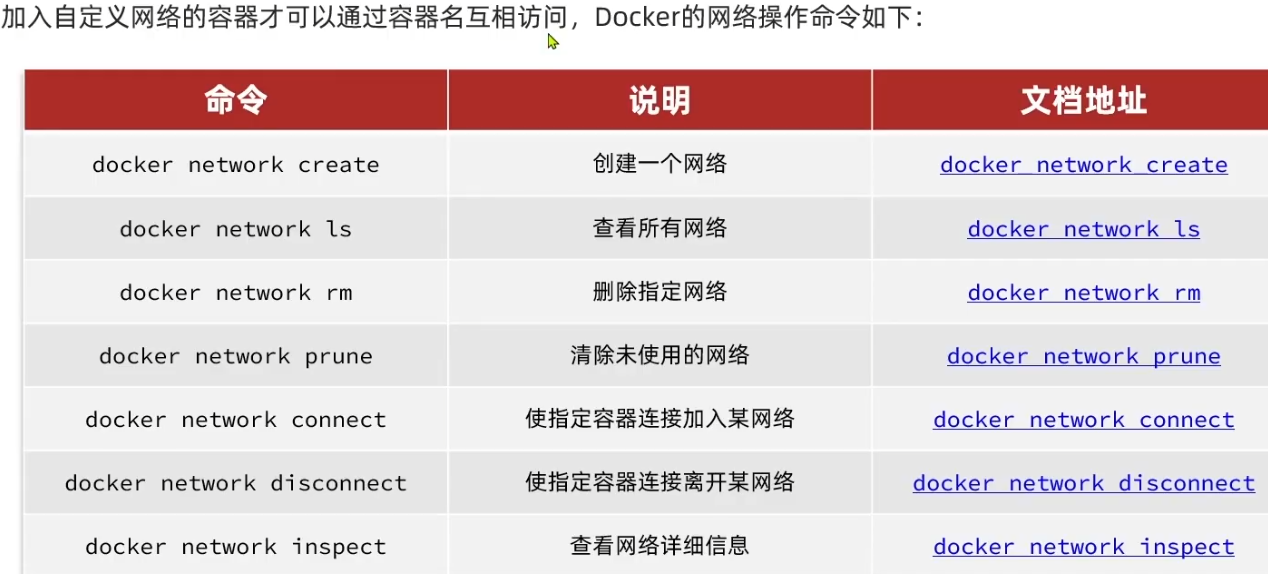 加入自定义网络的容器才可以通过容器名互相访问，Docker的网络操作命令如下：
命令 说明 文档地址
docker network create 创建一个网络 docker network create
docker network ls 查看所有网络 docker network ls
docker network rm 删除指定网络 docker network rm
docker network prune 清除未使用的网络 docker network prune
docker network connect 使指定容器连接加入某网络 docker network connect
docker network disconnect 使指定容器连接离开某网络 docker network disconnect
docker network inspect 查看网络详细信息 docker network inspect